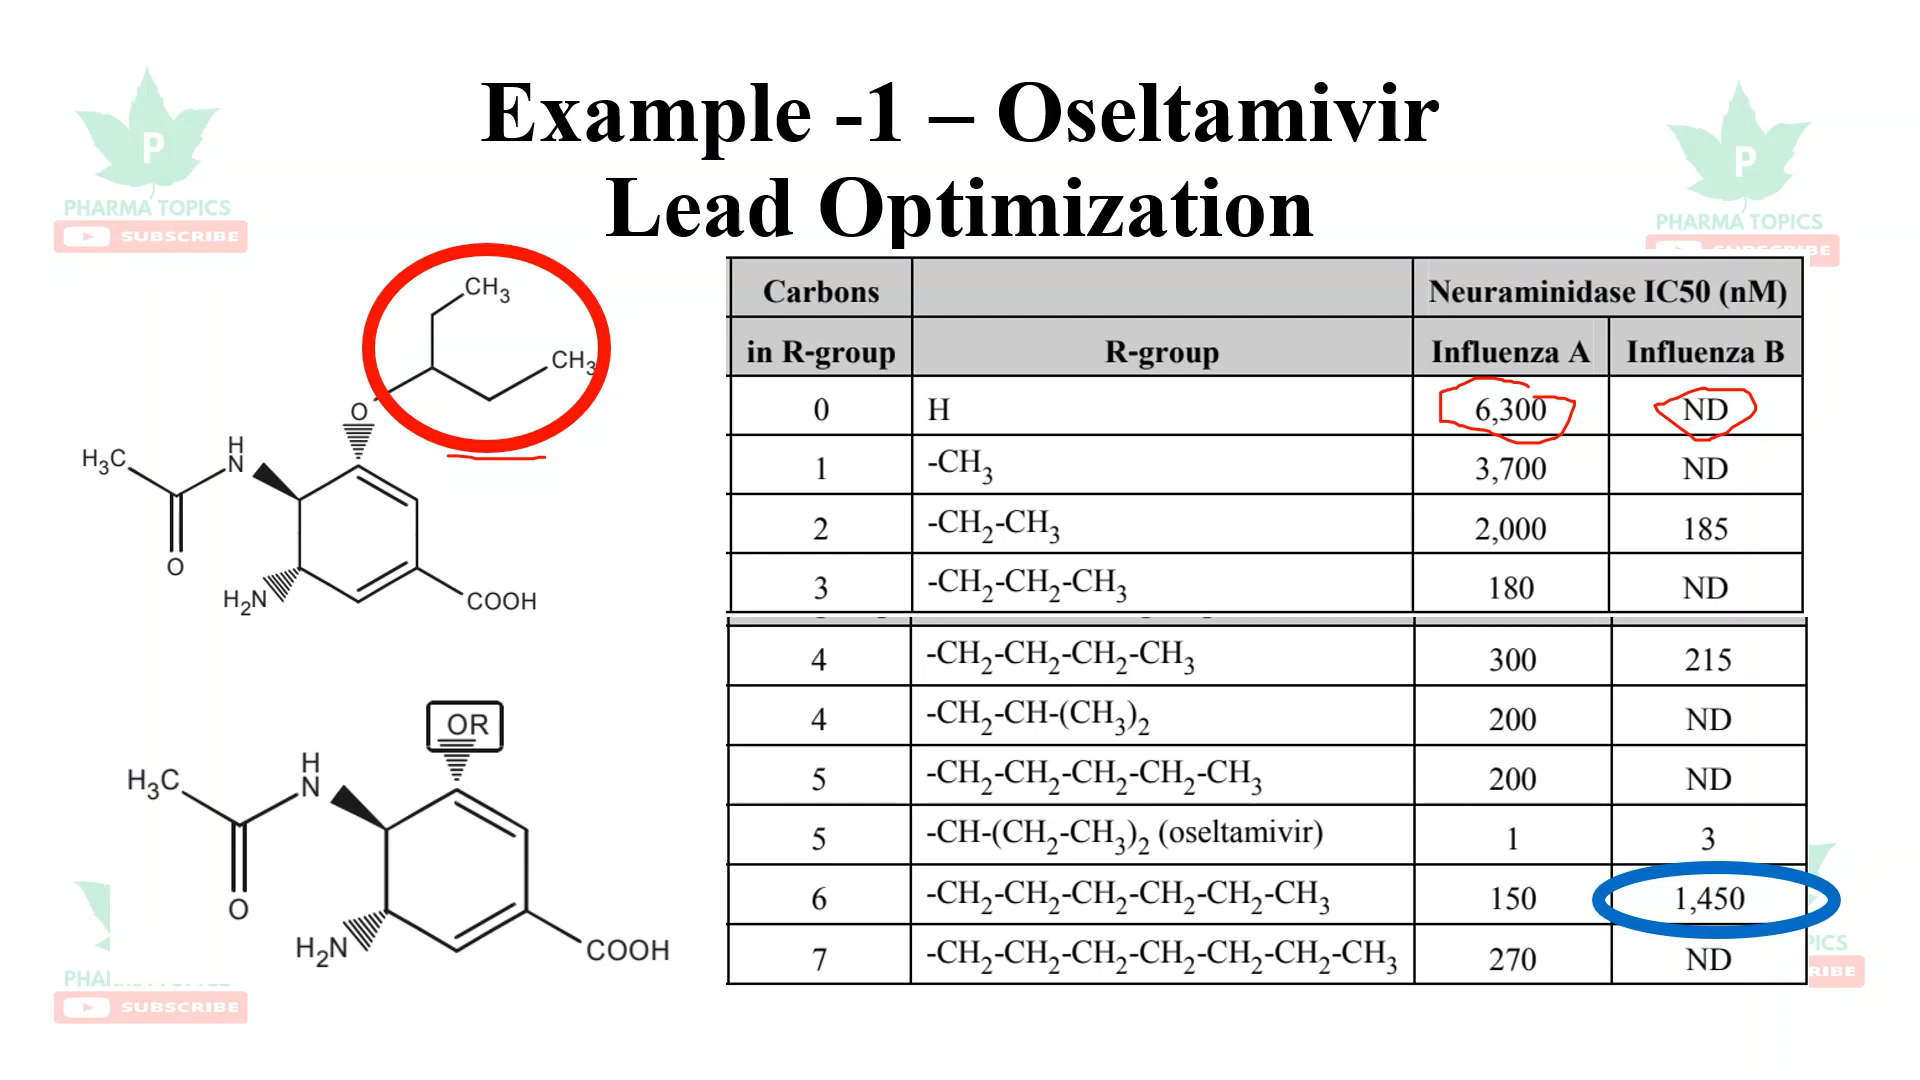 Example -1 – Oseltamivir
Lead Optimization
P
PHARMA TOPICS
SUBSCRIBE
P
PHARMA TOPICS
SUBSCRIBE
CH3
CH3
O
H
N
H3C
O
H2N
COOH
OR
H
N
H3C
O
H2N
COOH
Carbons Neuraminidase IC50 (nM)
in R-group R-group Influenza A Influenza B
0 H 6,300 ND
1 -CH3 3,700 ND
2 -CH2-CH3 2,000 185
3 -CH2-CH2-CH3 180 ND
4 -CH2-CH2-CH2-CH3 300 215
4 -CH2-CH-(CH3)2 200 ND
5 -CH2-CH2-CH2-CH2-CH3 200 ND
5 -CH-(CH2-CH3)2 (oseltamivir) 1 3
6 -CH2-CH2-CH2-CH2-CH2-CH3 150 1,450
7 -CH2-CH2-CH2-CH2-CH2-CH2-CH3 270 ND
SUBSCRIBE
PICS
RIBE